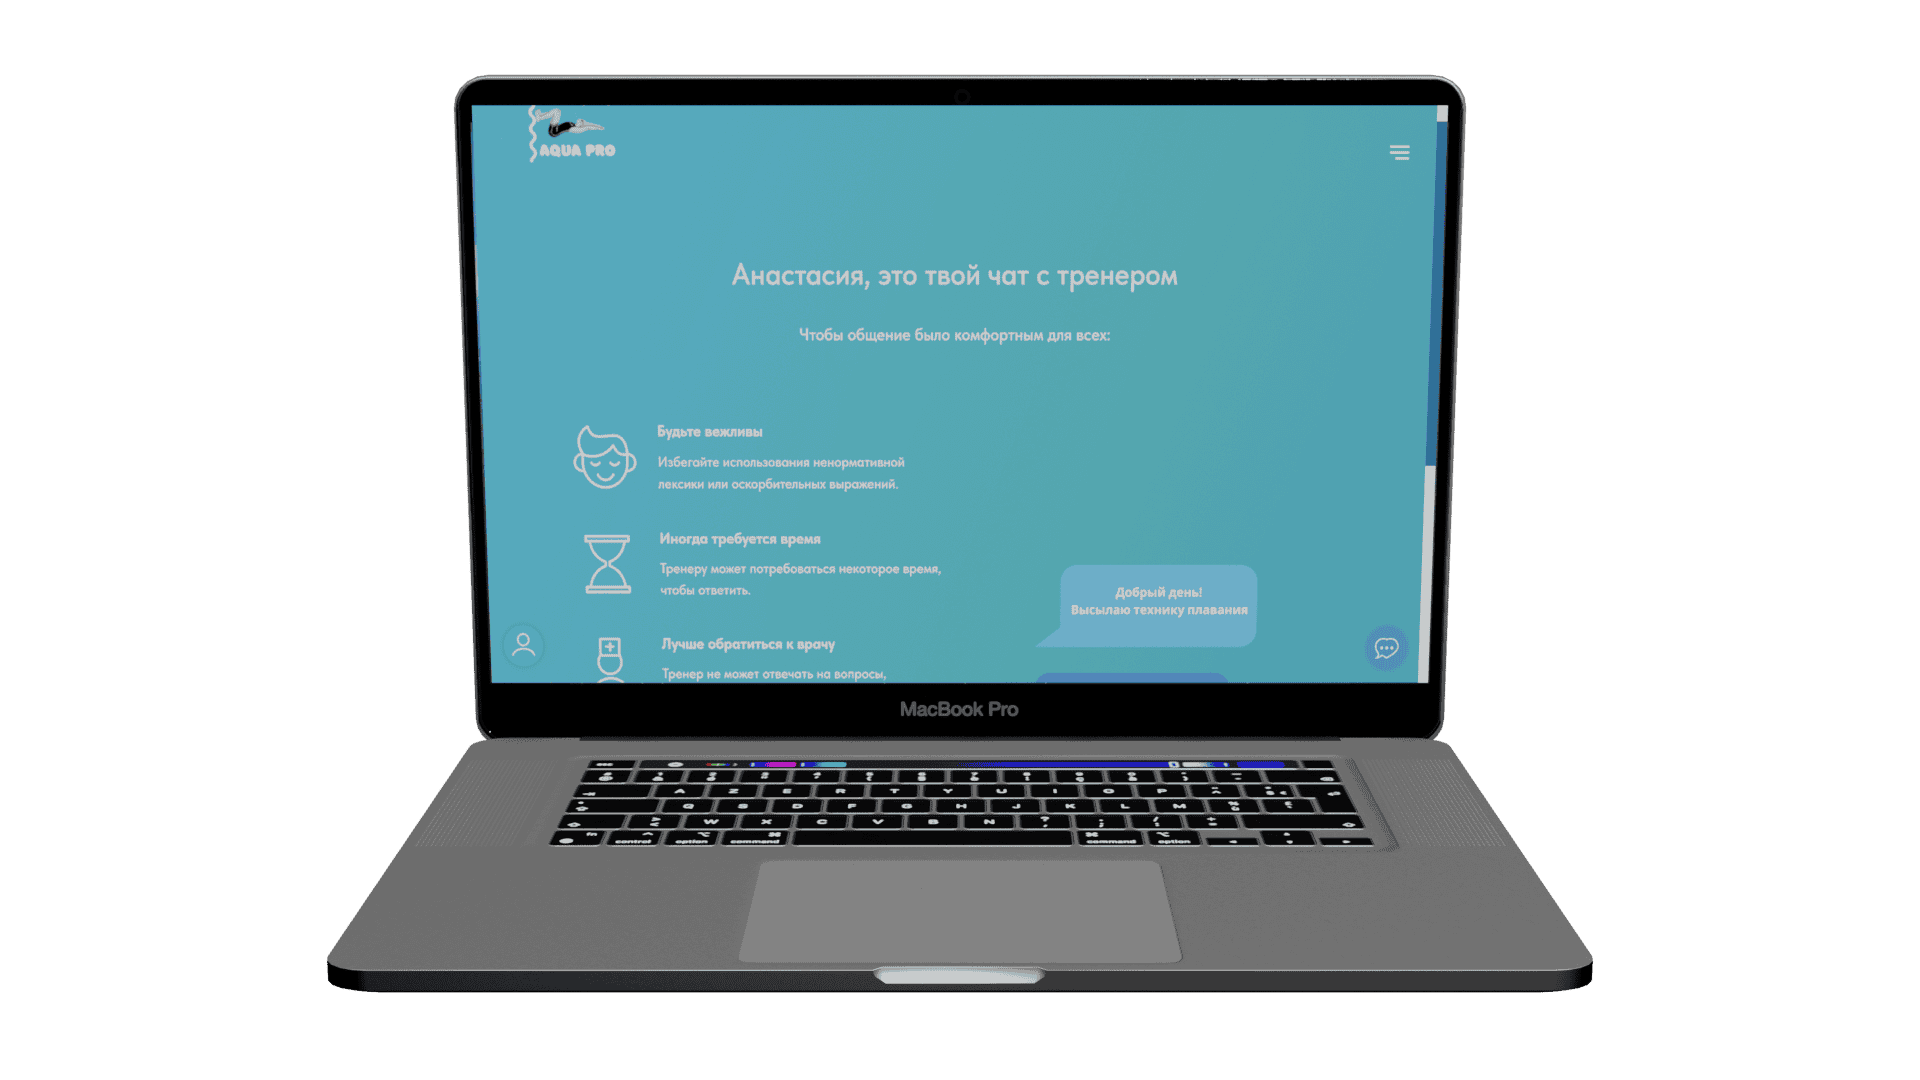 AQUA PRO
Анастасия, это твой чат с тренером
Чтобы общение было комфортным для всех:
Будьте вежливы
Избегайте использования ненормативной
лексики или оскорбительных выражений.
Иногда требуется время
Тренеру может потребоваться некоторое время,
чтобы ответить.
Добрый день!
Высылаю технику плавания
Лучше обратиться к врачу
Тренер не может отвечать на вопросы,
MacBook Pro
A Z E R T Y U I O P
Q S D F G H J K L M
W X C V B N
fn control option command command option